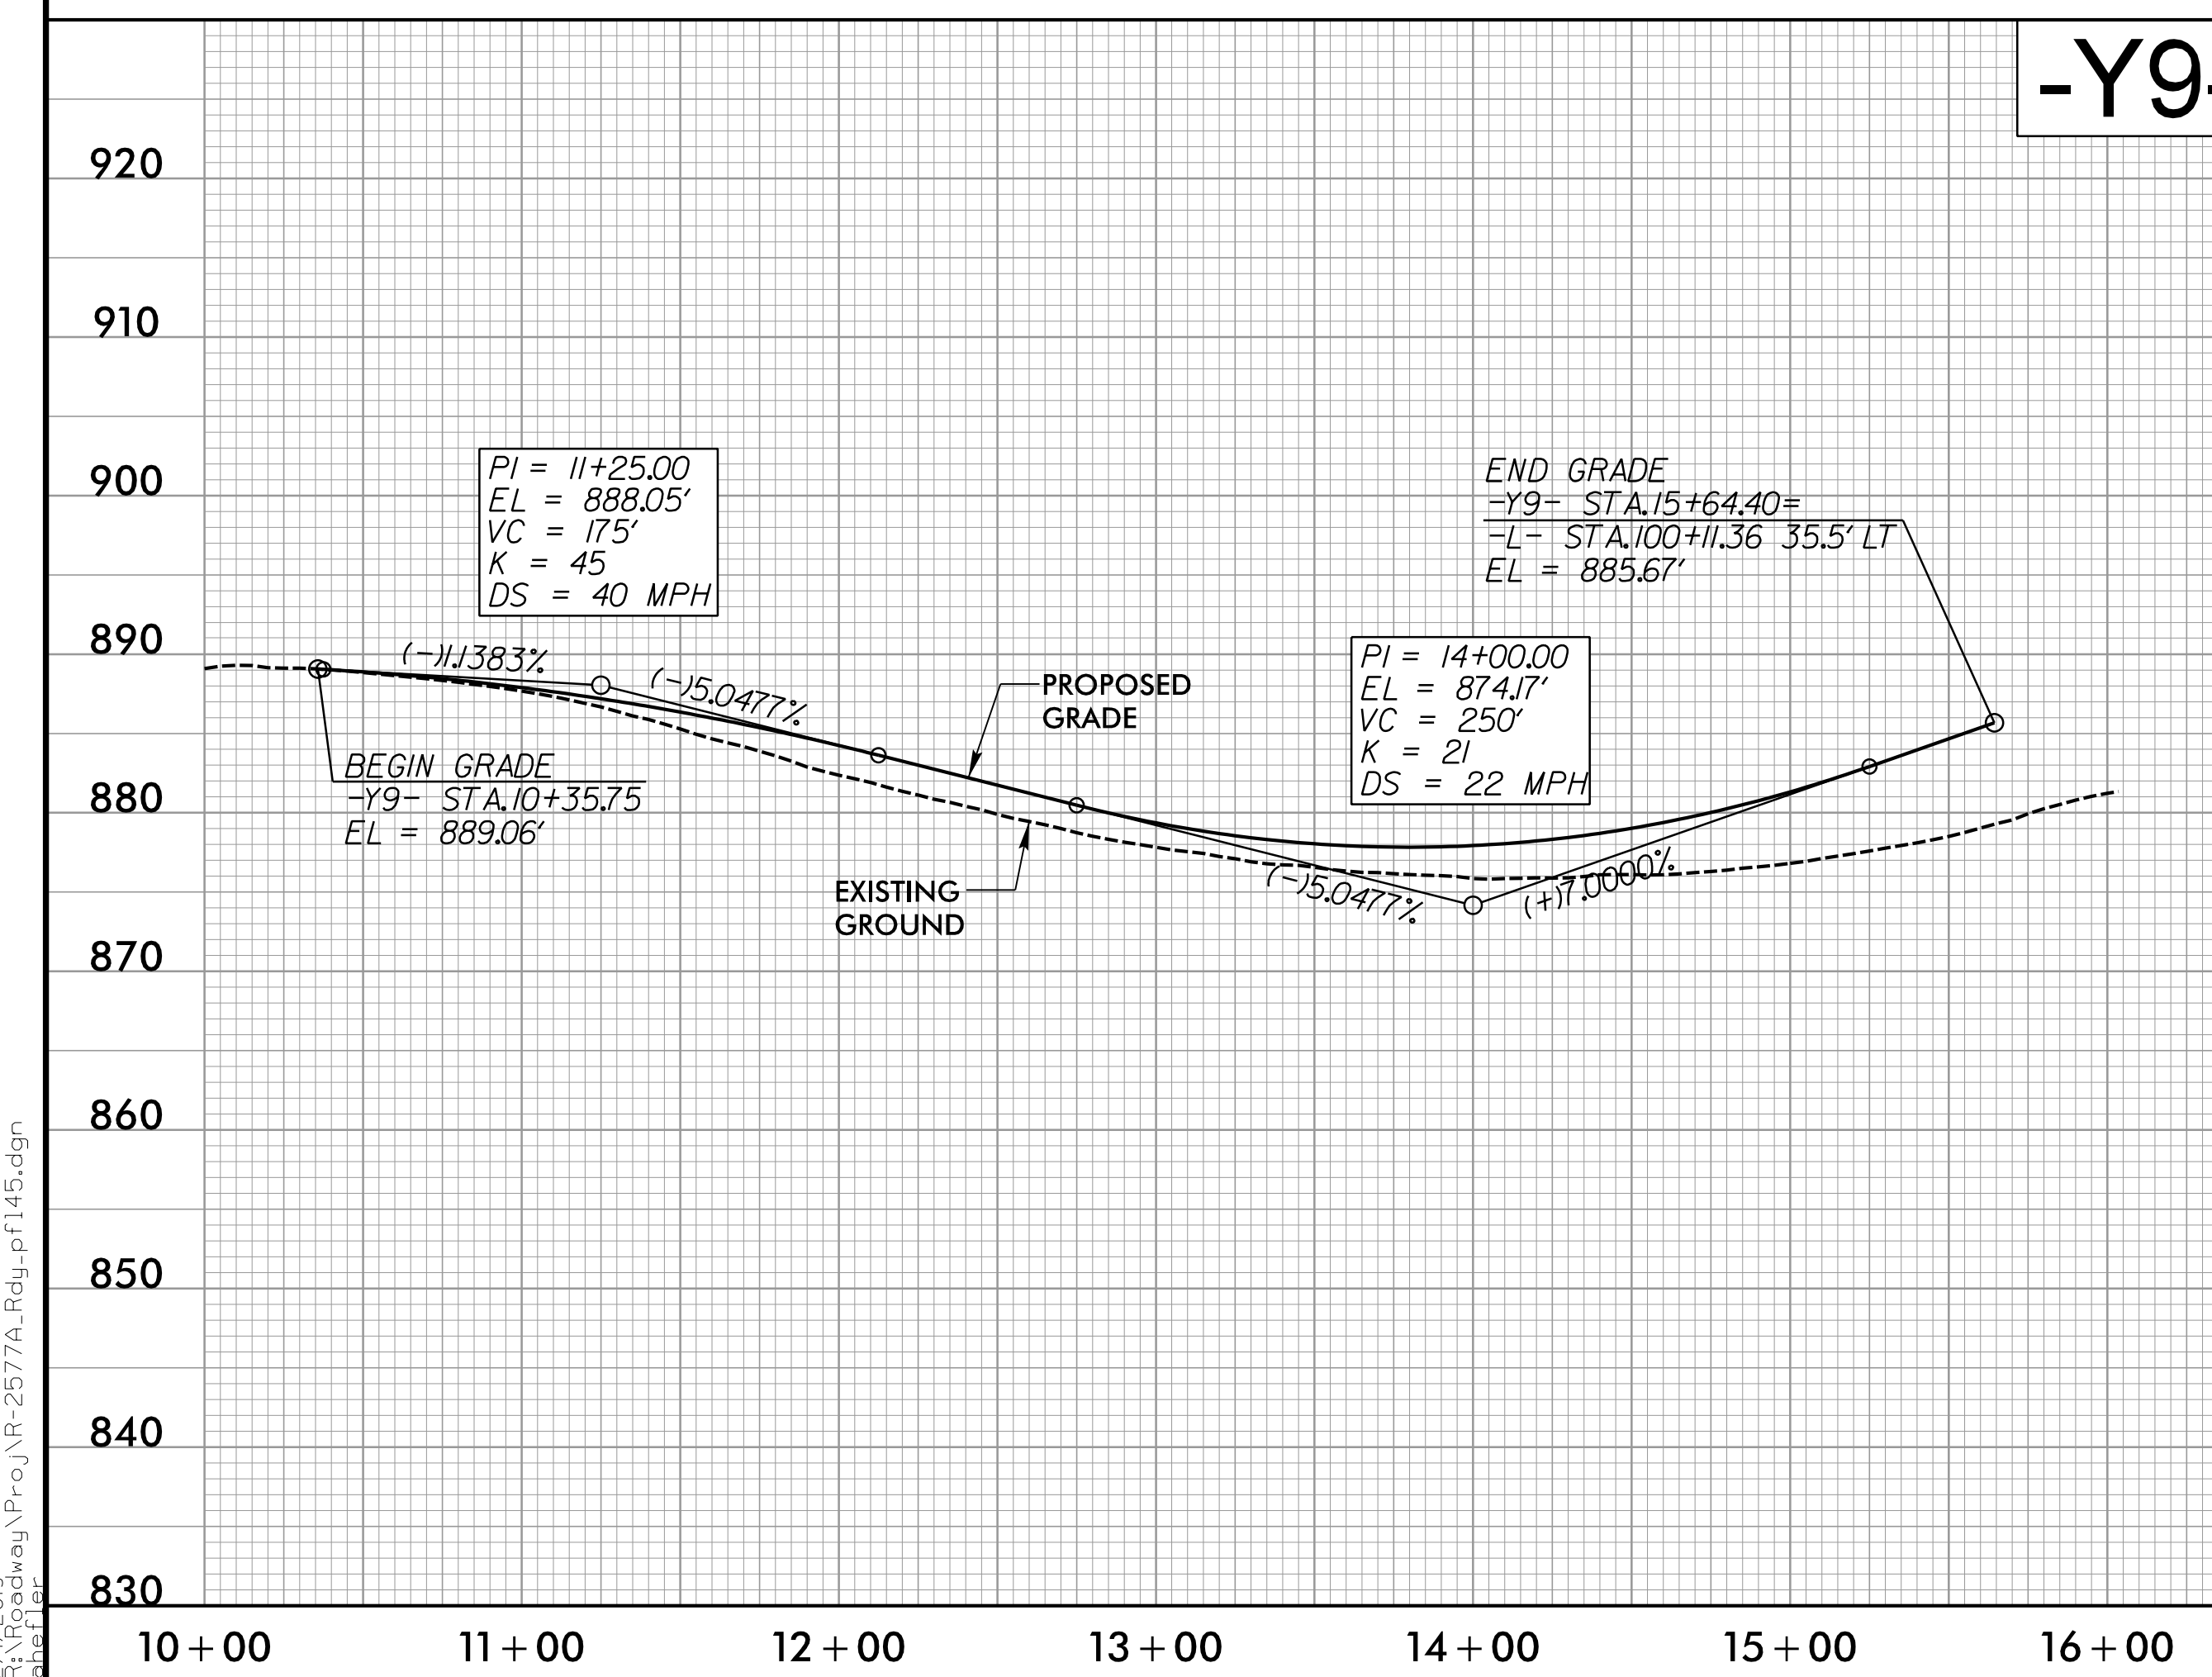 -Y9-
920
910
900
890
880
870
860
850
840
830
PI = 11+25.00
EL = 888.05'
VC = 175'
K = 45
DS = 40 MPH
END GRADE
-Y9- STA.15+64.40=
-L- STA.100+11.36 35.5' LT
EL = 885.67'
(-)1.1383%
(-)5.0477%
PROPOSED
GRADE
PI = 14+00.00
EL = 874.17'
VC = 250'
K = 21
DS = 22 MPH
BEGIN GRADE
-Y9- STA.10+35.75
EL = 889.06'
EXISTING
GROUND
(-)5.0477%
(+)7.0000%
10+00 11+00 12+00 13+00 14+00 15+00 16+00
R:\Roadway\Proj\R-2577A_Rdy_pfl45.dgn